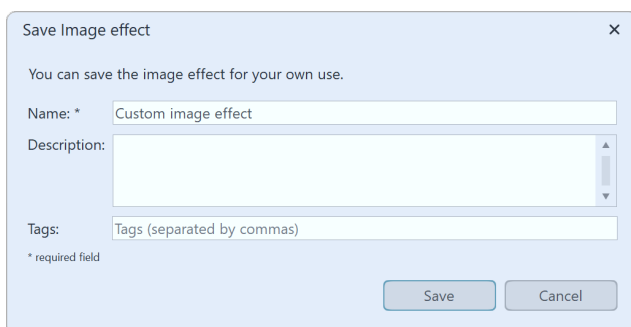 Save Image effect
You can save the image effect for your own use.
Name: * Custom image effect
Description:
Tags: Tags (separated by commas)
* required field
Save Cancel